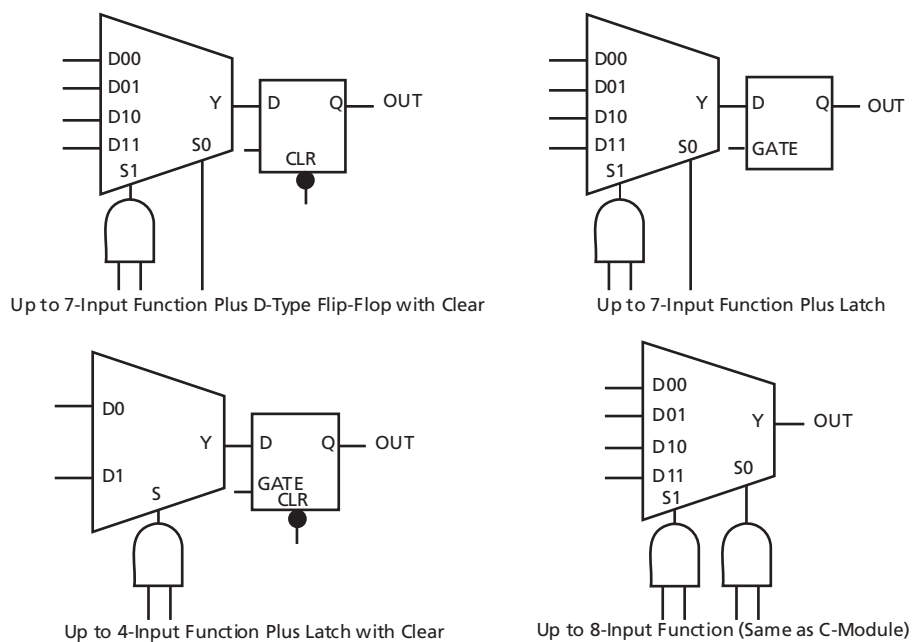 D00
D01
D10
D11
S1
S0
Y
D
Q
CLR
OUT
Up to 7-Input Function Plus D-Type Flip-Flop with Clear
D00
D01
D10
D11
S1
S0
Y
D
Q
GATE
OUT
Up to 7-Input Function Plus Latch
D0
D1
S
Y
D
Q
GATE
CLR
OUT
Up to 4-Input Function Plus Latch with Clear
D00
D01
D10
D11
S1
S0
Y
OUT
Up to 8-Input Function (Same as C-Module)